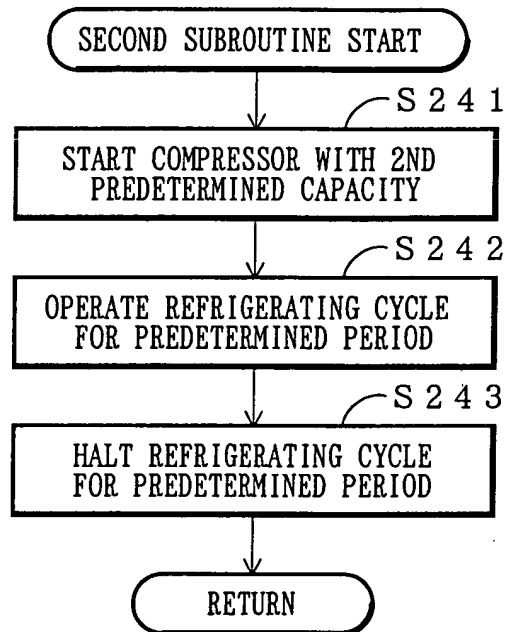 SECOND SUBROUTINE START
S241
START COMPRESSOR WITH 2ND
PREDETERMINED CAPACITY
S242
OPERATE REFRIGERATING CYCLE
FOR PREDETERMINED PERIOD
S243
HALT REFRIGERATING CYCLE
FOR PREDETERMINED PERIOD
RETURN